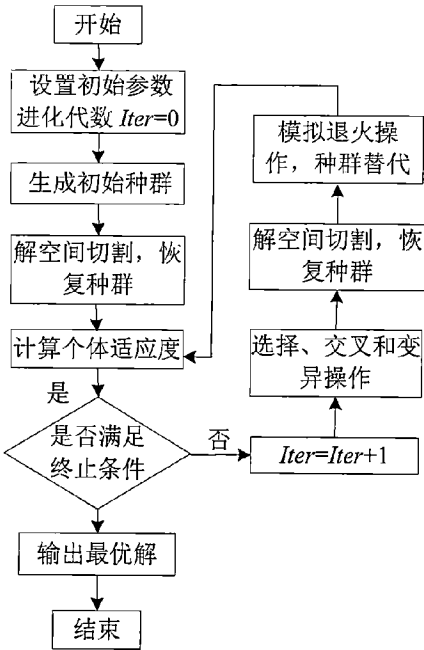 开始
设置初始参数
进化代数 Iter=0
生成初始种群
解空间切割，恢
复种群
计算个体适应度
是
是否满足
终止条件
否
输出最优解
结束
模拟退火操
作，种群替代
解空间切割，恢
复种群
选择、交叉和变
异操作
Iter=Iter+1